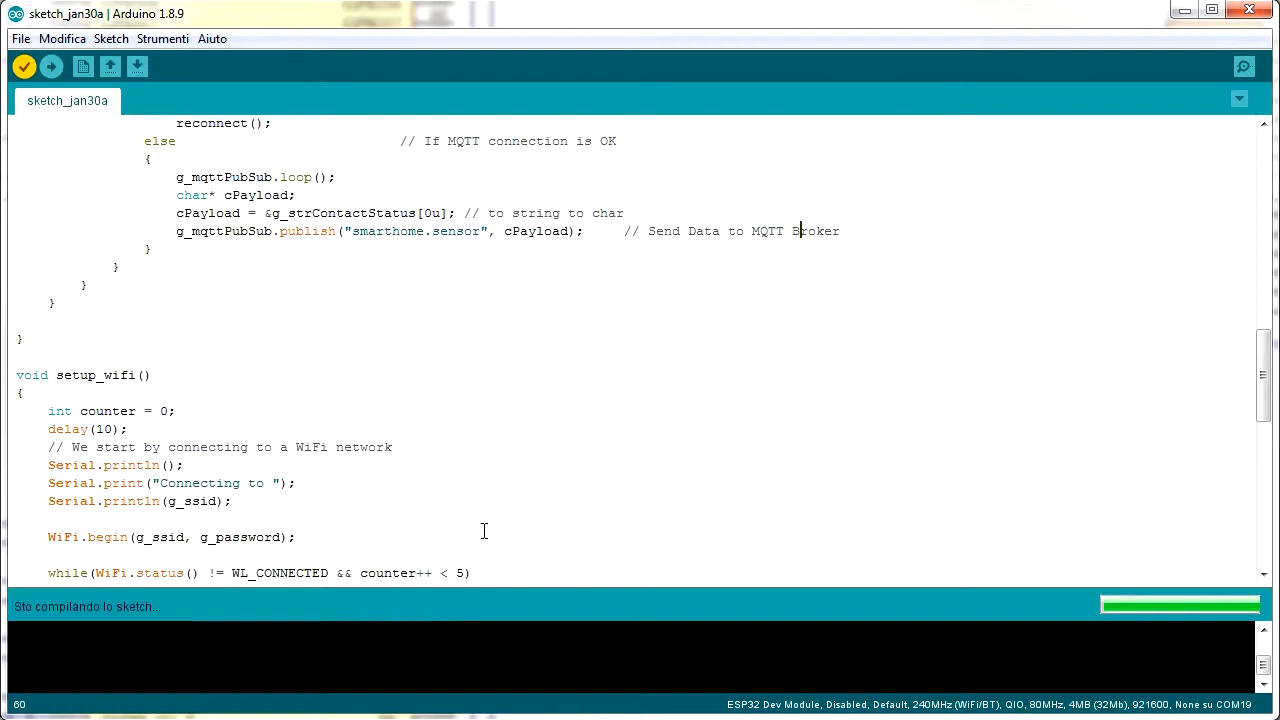 sketch_jan30a | Arduino 1.8.9
File Modifica Sketch Strumenti Aiuto
sketch_jan30a
reconnect();
else // If MQTT connection is OK
{
g_mqttPubSub.loop();
char* cPayload;
cPayload = &g_strContactStatus[0u]; // to string to char
g_mqttPubSub.publish("smarthome.sensor", cPayload); // Send Data to MQTT Broker
}
}
}
}
}
void setup_wifi()
{
int counter = 0;
delay(10);
// We start by connecting to a WiFi network
Serial.println();
Serial.print("Connecting to ");
Serial.println(g_ssid);
WiFi.begin(g_ssid, g_password);
while(WiFi.status() != WL_CONNECTED && counter++ < 5)
Sto compilando lo sketch...
60 ESP32 Dev Module, Disabled, Default, 240MHz (WiFi/BT), QIO, 80MHz, 4MB (32Mb), 921600, None su COM19